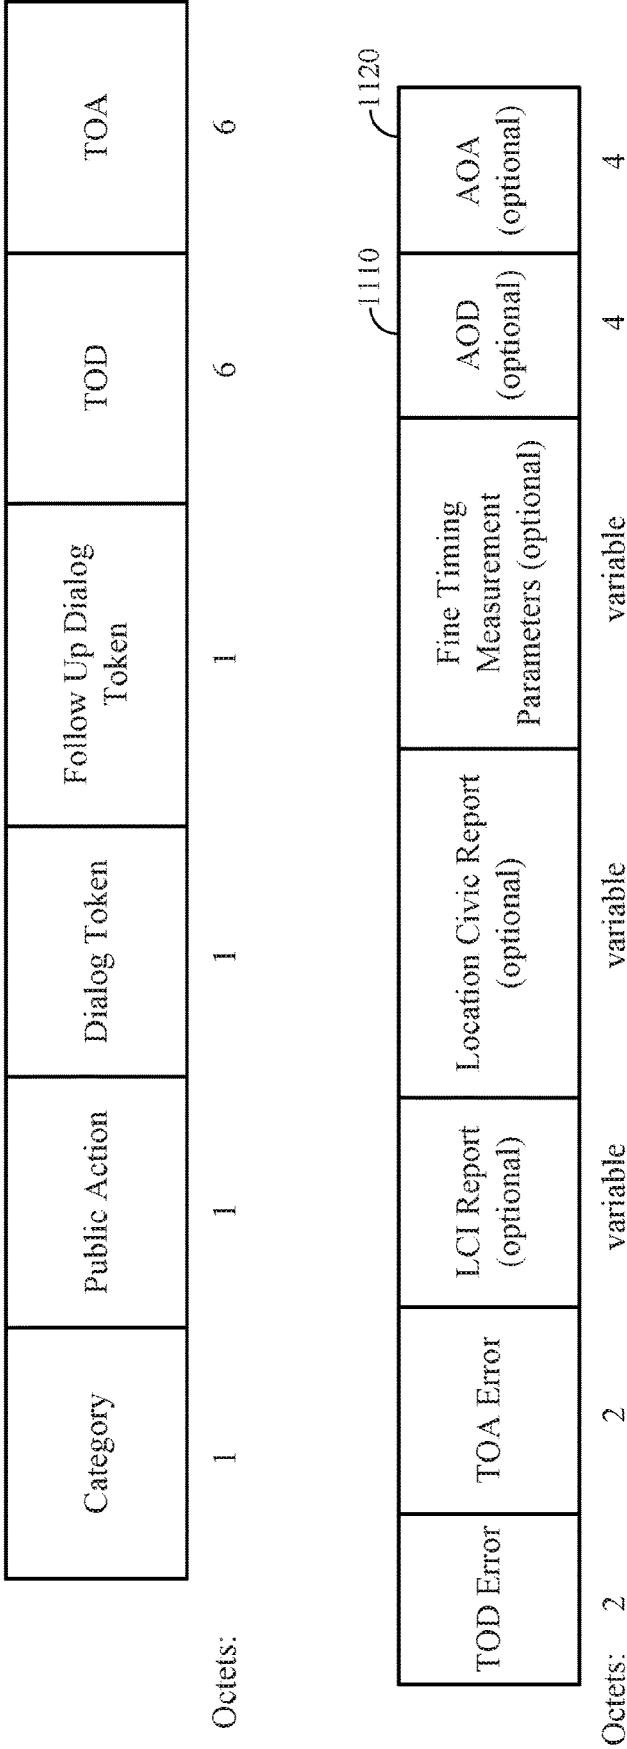 Category
Public Action
Dialog Token
Follow Up Dialog
Token
TOD
TOA
Octets:
1
1
1
1
6
6
1110
1120
TOD Error
TOA Error
LCI Report
(optional)
Location Civic Report
(optional)
Fine Timing
Measurement
Parameters (optional)
AOD
(optional)
AOA
(optional)
Octets:
2
2
variable
variable
variable
4
4